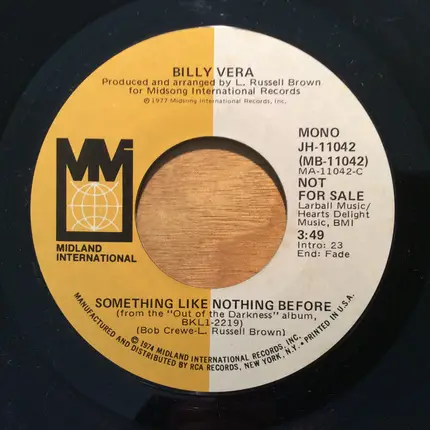 BILLY VERA
Produced and arranged by L. Russell Brown
for Midsong International Records
℗ 1977 Midsong International Records, Inc.
MONO
JH-11042
(MB-11042)
MA-11042-C
NOT
FOR SALE
Larball Music/
Hearts Delight
Music, BMI
3:49
Intro: 23
End: Fade
MM
MIDLAND
INTERNATIONAL
SOMETHING LIKE NOTHING BEFORE
(from the "Out of the Darkness" album,
BKL1-2219)
(Bob Crewe-L. Russell Brown)
© 1974 MIDLAND INTERNATIONAL RECORDS, INC.
MANUFACTURED AND DISTRIBUTED BY RCA RECORDS, NEW YORK, N.Y. • PRINTED IN U.S.A.